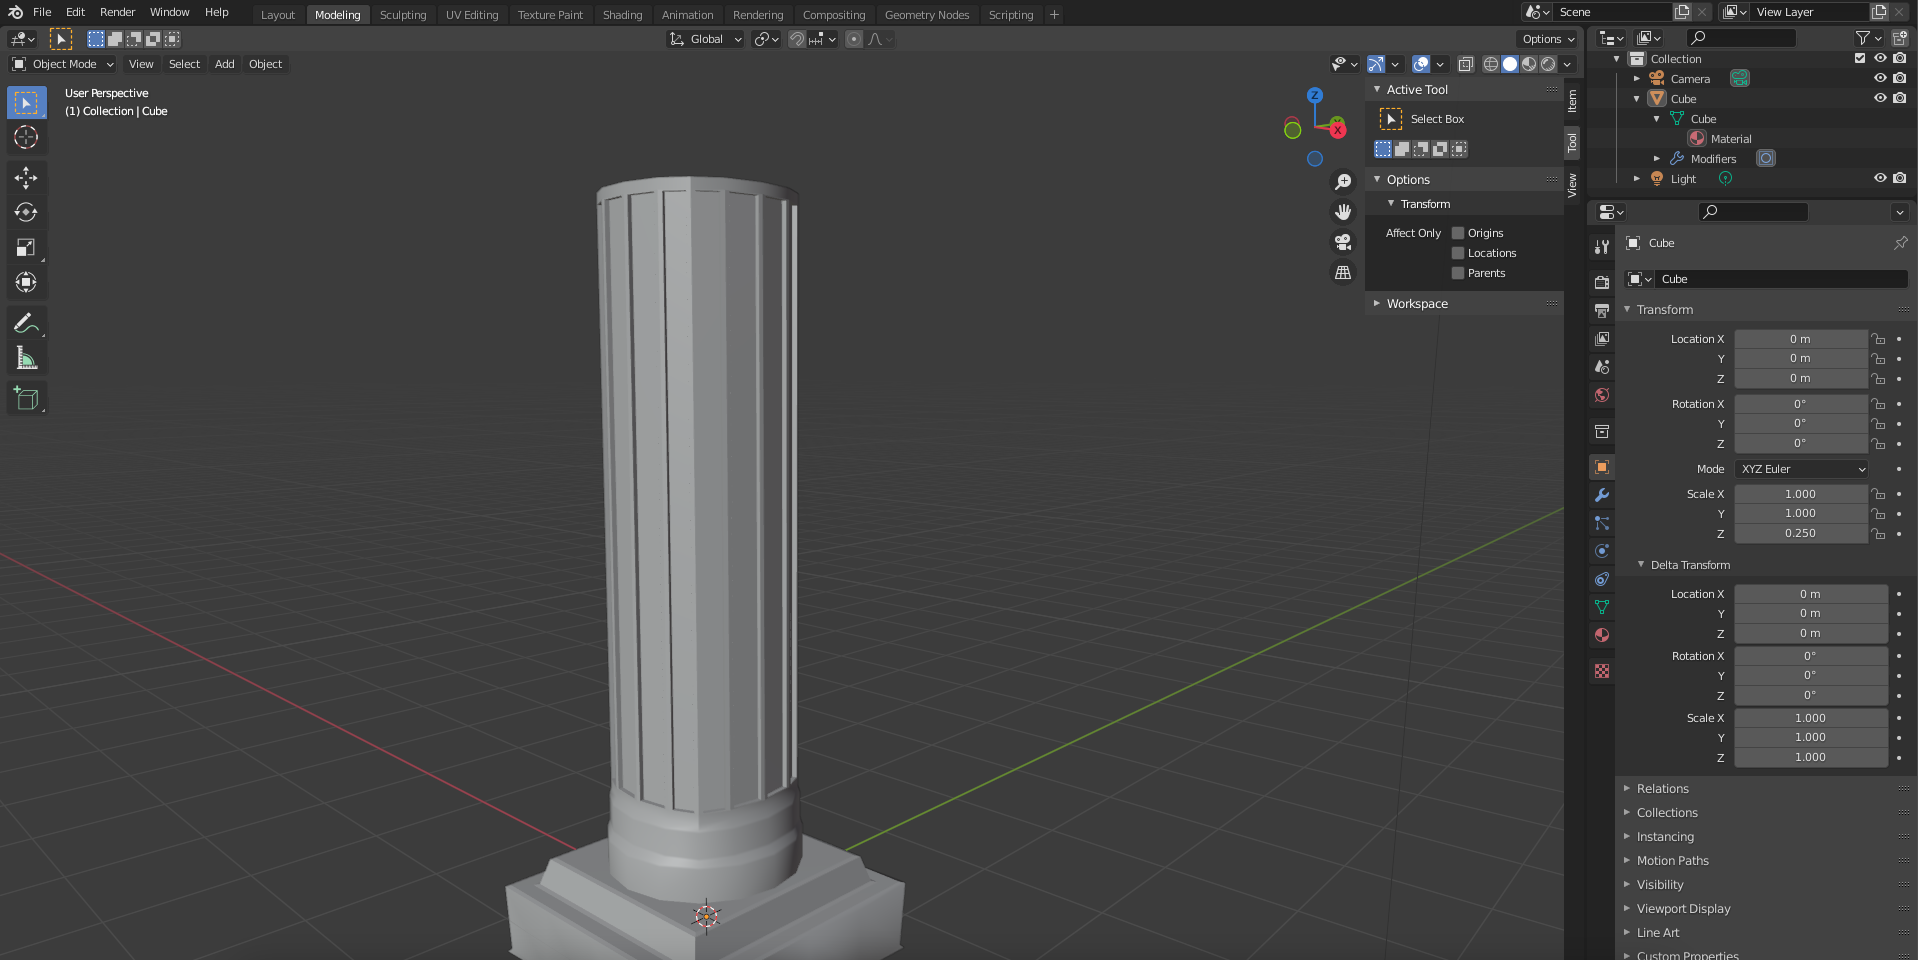 File Edit Render Window Help Layout Modeling Sculpting UV Editing Texture Paint Shading Animation Rendering Compositing Geometry Nodes Scripting + Scene View Layer
Global Options
Object Mode View Select Add Object
User Perspective
(1) Collection | Cube
Z
X
Active Tool
Select Box
Options
Transform
Affect Only Origins
Locations
Parents
Workspace
Item
Tool
View
Collection
Camera
Cube
Cube
Material
Modifiers
Light
Cube
Cube
Transform
Location X 0 m
Y 0 m
Z 0 m
Rotation X 0°
Y 0°
Z 0°
Mode XYZ Euler
Scale X 1.000
Y 1.000
Z 0.250
Delta Transform
Location X 0 m
Y 0 m
Z 0 m
Rotation X 0°
Y 0°
Z 0°
Scale X 1.000
Y 1.000
Z 1.000
Relations
Collections
Instancing
Motion Paths
Visibility
Viewport Display
Line Art
Custom Properties